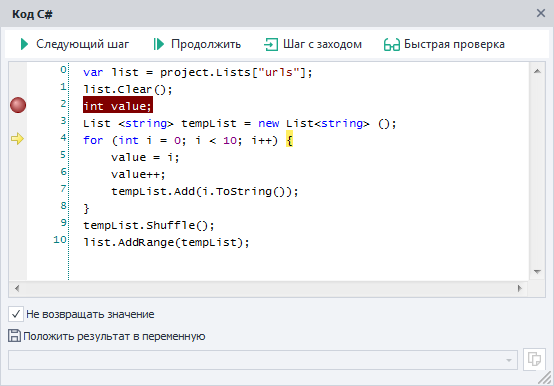 Код C#
Следующий шаг Продолжить Шаг с заходом Быстрая проверка
0 var list = project.Lists["urls"];
1 list.Clear();
2 int value;
3 List <string> tempList = new List<string> ();
4 for (int i = 0; i < 10; i++) {
5 value = i;
6 value++;
7 tempList.Add(i.ToString());
8 }
9 tempList.Shuffle();
10 list.AddRange(tempList);
Не возвращать значение
Положить результат в переменную